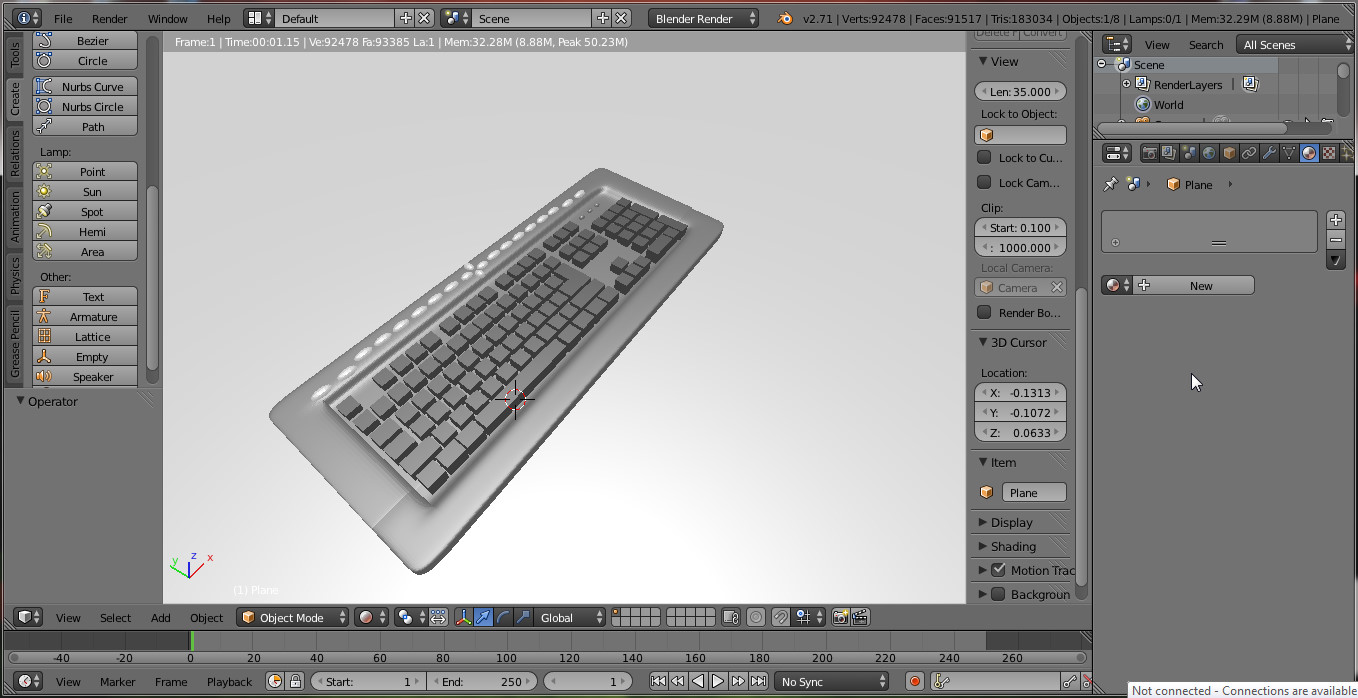 File Render Window Help Default Scene Blender Render v2.71 | Verts:92478 | Faces:91517 | Tris:183034 | Objects:1/8 | Lamps:0/1 | Mem:32.29M (8.88M) | Plane
Tools
Create
Relations
Animation
Physics
Grease Pencil
Bezier
Circle
Nurbs Curve
Nurbs Circle
Path
Lamp:
Point
Sun
Spot
Hemi
Area
Other:
Text
Armature
Lattice
Empty
Speaker
Operator
Frame:1 | Time:00:01.15 | Ve:92478 Fa:93385 La:1 | Mem:32.28M (8.88M, Peak 50.23M)
z
y
x
(1) Plane
View
Len: 35.000
Lock to Object:
Lock to Cu...
Lock Cam...
Clip:
Start: 0.100
: 1000.000
Local Camera:
Camera
Render Bo...
3D Cursor
Location:
X: -0.1313
Y: -0.1072
Z: 0.0633
Item
Plane
Display
Shading
Motion Trac
Backgroun
View Search All Scenes
Scene
RenderLayers |
World
Plane
New
View Select Add Object Object Mode Global
-40 -20 0 20 40 60 80 100 120 140 160 180 200 220 240 260
View Marker Frame Playback Start: 1 End: 250 1 No Sync
Not connected - Connections are available